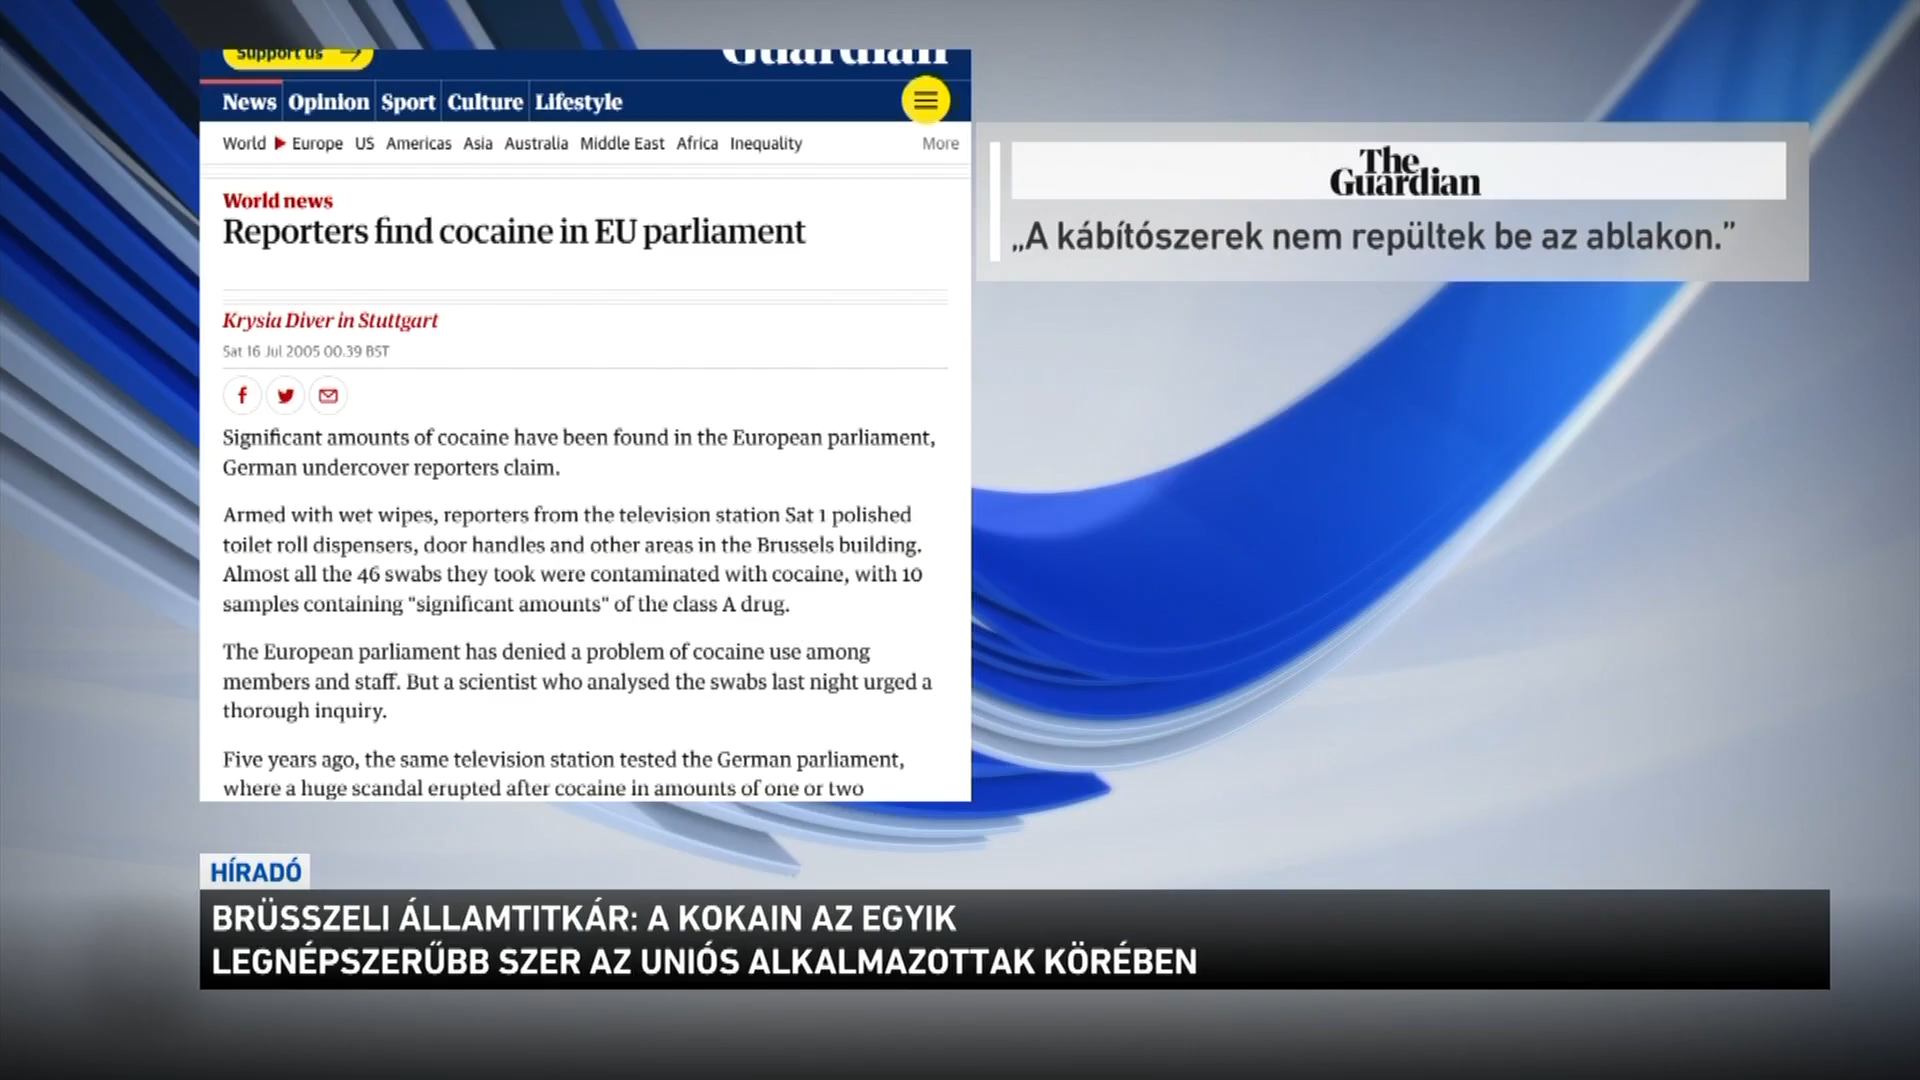 Support us
Guardian
News Opinion Sport Culture Lifestyle
World Europe US Americas Asia Australia Middle East Africa Inequality More
World news
Reporters find cocaine in EU parliament
Krysia Diver in Stuttgart
Sat 16 Jul 2005 00.39 BST
Significant amounts of cocaine have been found in the European parliament,
German undercover reporters claim.
Armed with wet wipes, reporters from the television station Sat 1 polished
toilet roll dispensers, door handles and other areas in the Brussels building.
Almost all the 46 swabs they took were contaminated with cocaine, with 10
samples containing "significant amounts" of the class A drug.
The European parliament has denied a problem of cocaine use among
members and staff. But a scientist who analysed the swabs last night urged a
thorough inquiry.
Five years ago, the same television station tested the German parliament,
where a huge scandal erupted after cocaine in amounts of one or two
The
Guardian
„A kábítószerek nem repültek be az ablakon.”
HÍRADÓ
BRÜSSZELI ÁLLAMTITKÁR: A KOKAIN AZ EGYIK
LEGNÉPSZERŰBB SZER AZ UNIÓS ALKALMAZOTTAK KÖRÉBEN